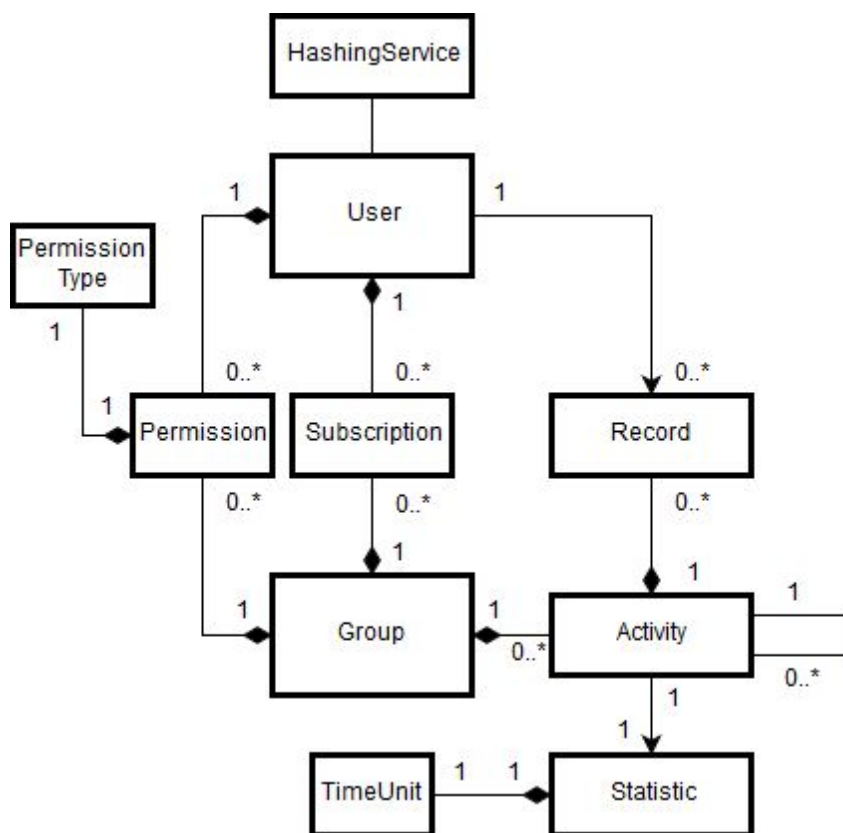 HashingService
1
User
1
Permission
Type
1
1
0..*
0..*
0..*
1
Permission
Subscription
Record
0..*
0..*
0..*
1
1
1
1
1
Group
Activity
0..*
0..*
1
1
1
1
TimeUnit
Statistic